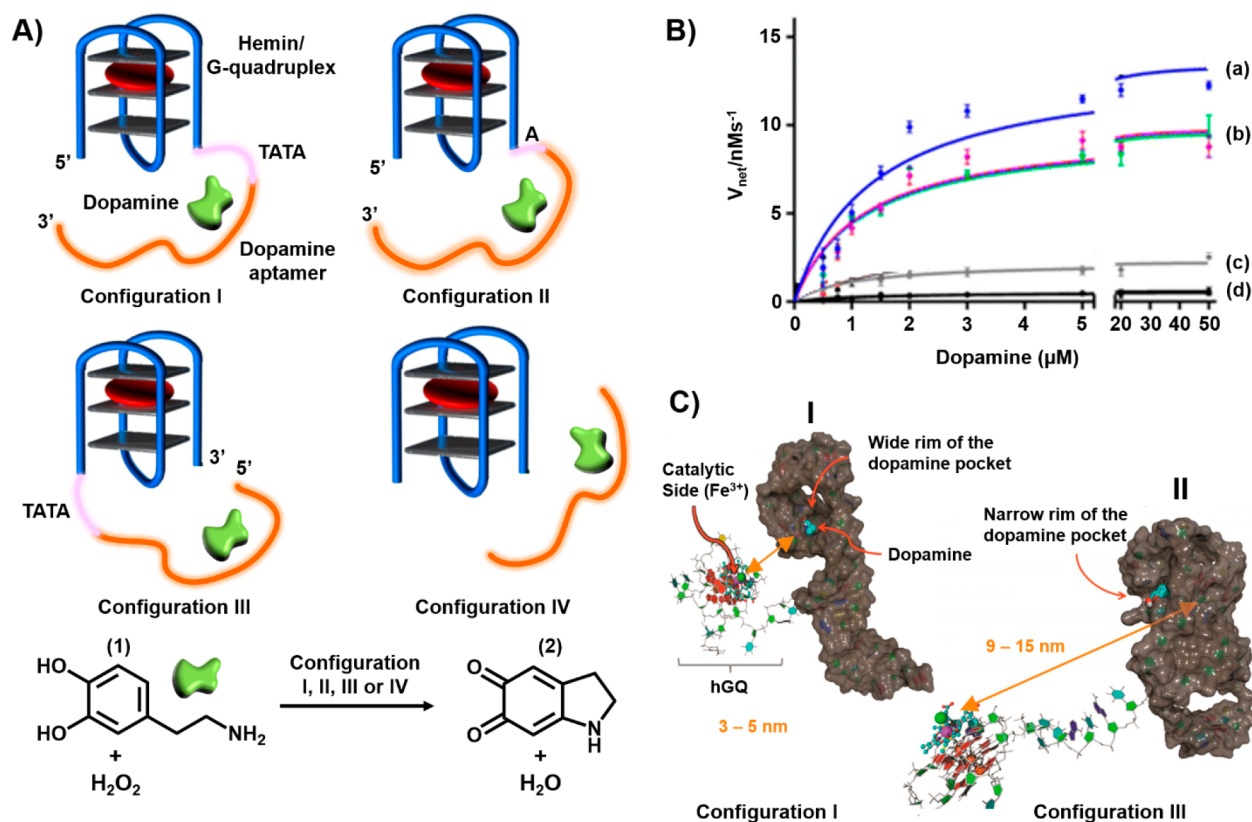 A)
Hemin/
G-quadruplex
5’
TATA
Dopamine
3’
Dopamine
aptamer
Configuration I
A
5’
3’
Configuration II
3’
5’
TATA
Configuration III
Configuration IV
(1)
HO
HO
NH2
+
H2O2
Configuration
I, II, III or IV
(2)
O
O
N
H
+
H2O
B)
15
10
5
0
Vnet/nMs-1
0 1 2 3 4 5 20 30 40 50
Dopamine (µM)
(a)
(b)
(c)
(d)
C)
I
Wide rim of the
dopamine pocket
Catalytic
Side (Fe3+)
Dopamine
hGQ
3 – 5 nm
Configuration I
II
Narrow rim of the
dopamine pocket
9 – 15 nm
Configuration III